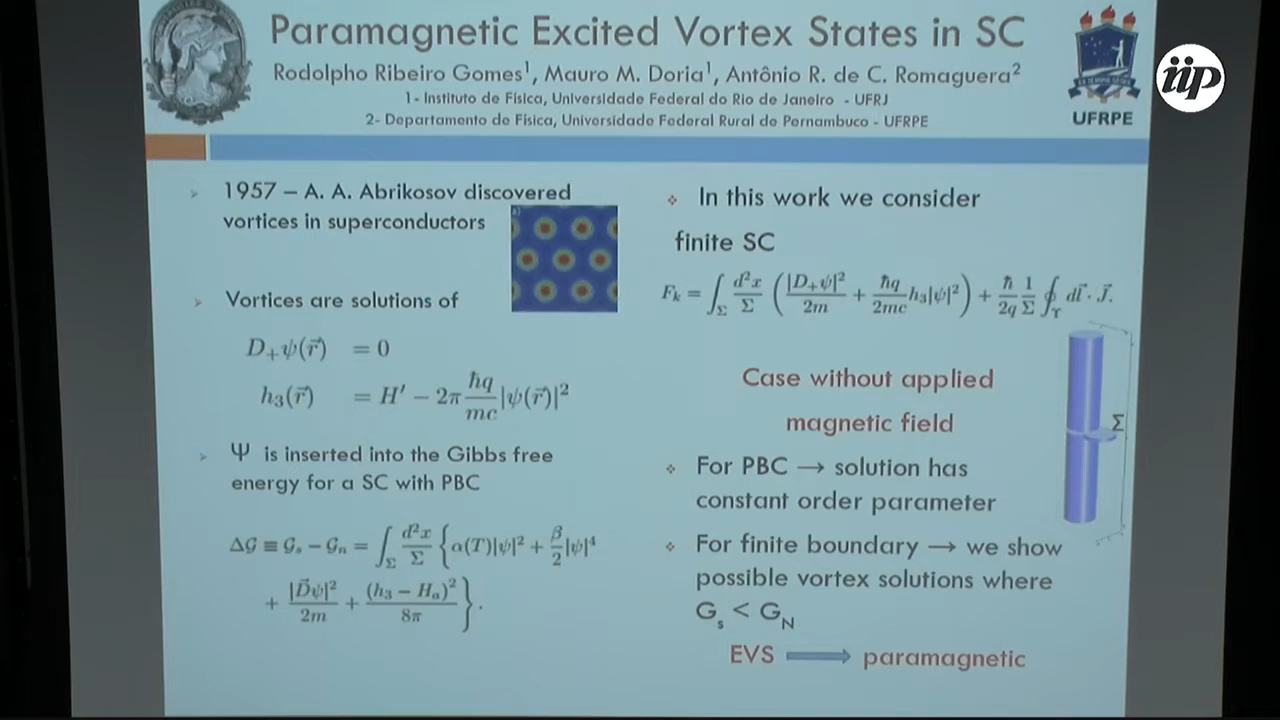 Paramagnetic Excited Vortex States in SC
Rodolpho Ribeiro Gomes¹, Mauro M. Doria¹, Antônio R. de C. Romaguera²
1- Instituto de Física, Universidade Federal do Rio de Janeiro - UFRJ
2- Departamento de Física, Universidade Federal Rural de Pernambuco - UFRPE
UFRPE
iip
1957 – A. A. Abrikosov discovered
vortices in superconductors
Vortices are solutions of
D₊ψ(r⃗) = 0
h₃(r⃗) = H′ − 2π ħq/mc |ψ(r⃗)|²
Ψ is inserted into the Gibbs free
energy for a SC with PBC
ΔG ≡ Gₛ − Gₙ = ∫_Σ d²x/Σ { α(T)|ψ|² + β/2 |ψ|⁴
+ |D⃗ψ|²/2m + (h₃ − Hₐ)²/8π }.
In this work we consider
finite SC
Fₖ = ∫_Σ d²x/Σ ( |D₊ψ|²/2m + ħq/2mc h₃|ψ|² ) + ħ/2q 1/Σ ∮_Υ dl⃗ · J⃗.
Case without applied
magnetic field
Σ
For PBC → solution has
constant order parameter
For finite boundary → we show
possible vortex solutions where
Gₛ < G_N
EVS ⟹ paramagnetic